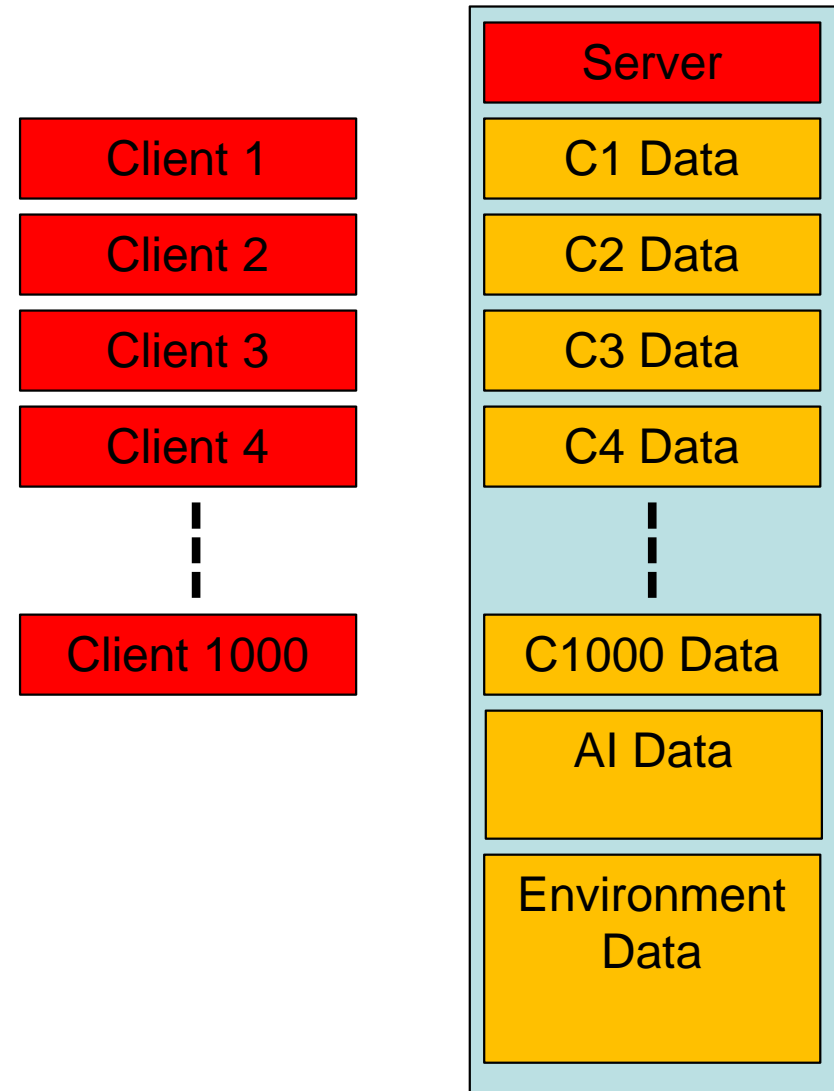 Server
Client 1
C1 Data
Client 2
C2 Data
Client 3
C3 Data
Client 4
C4 Data
Client 1000
C1000 Data
AI Data
Environment
Data